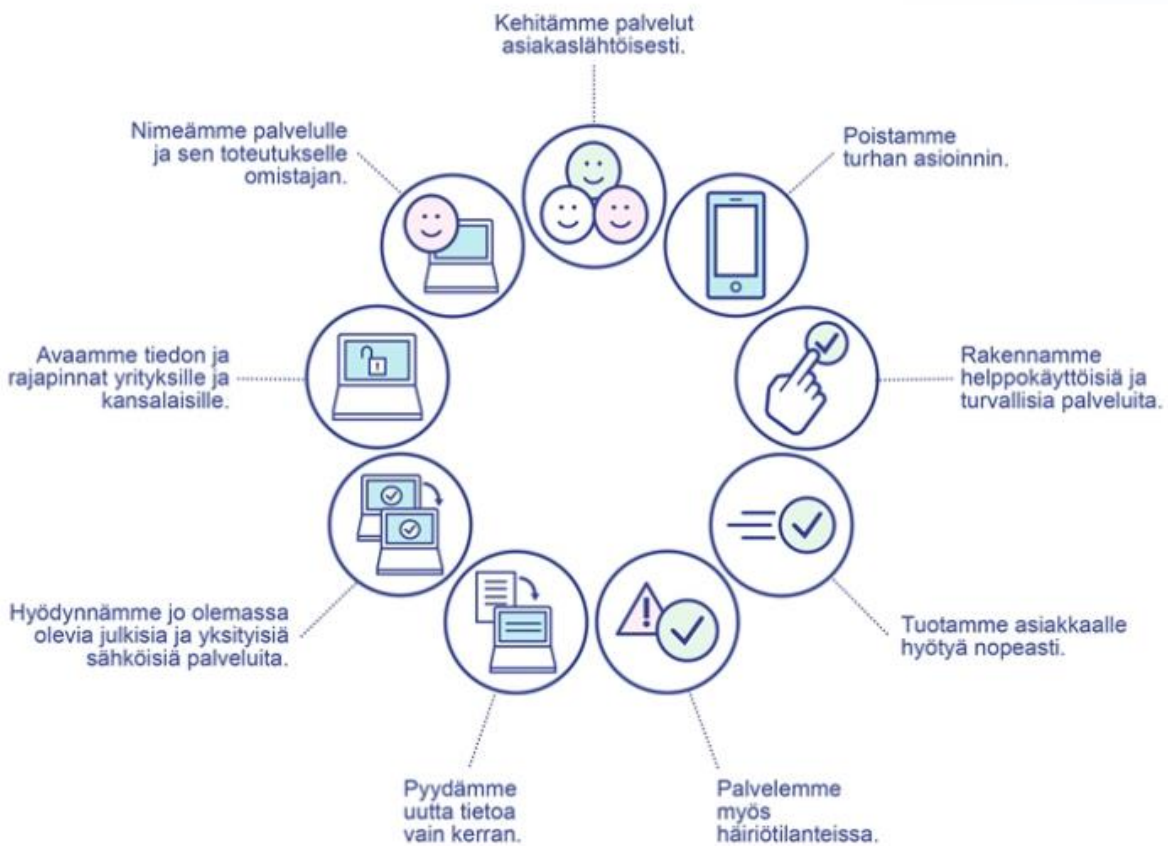 Kehitämme palvelut
asiakaslähtöisesti.
Poistamme
turhan asioinnin.
Rakennamme
helppokäyttöisiä ja
turvallisia palveluita.
Tuotamme asiakkaalle
hyötyä nopeasti.
Palvelemme
myös
häiriötilanteissa.
Pyydämme
uutta tietoa
vain kerran.
Hyödynnämme jo olemassa
olevia julkisia ja yksityisiä
sähköisiä palveluita.
Avaamme tiedon ja
rajapinnat yrityksille ja
kansalaisille.
Nimeämme palvelulle
ja sen toteutukselle
omistajan.